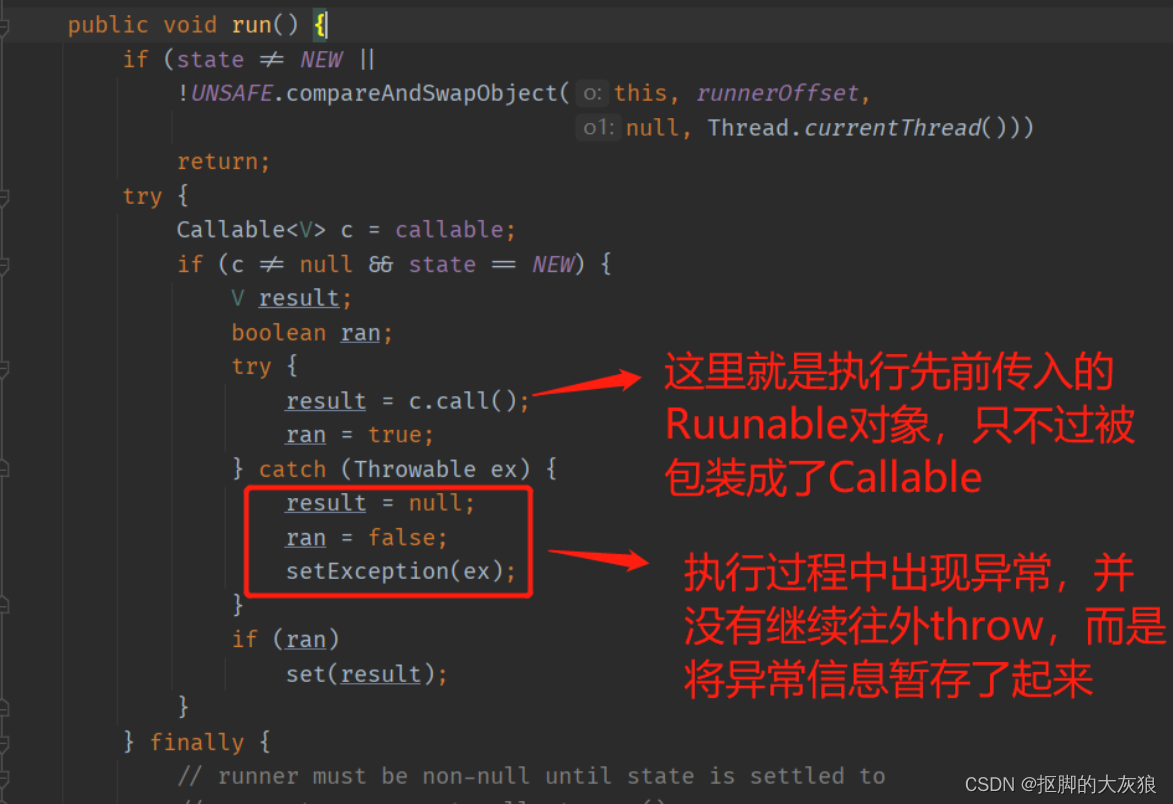 public void run() {
if (state ≠ NEW ||
!UNSAFE.compareAndSwapObject( o: this, runnerOffset,
o1: null, Thread.currentThread()))
return;
try {
Callable<V> c = callable;
if (c ≠ null && state == NEW) {
V result;
boolean ran;
try {
result = c.call();
ran = true;
} catch (Throwable ex) {
result = null;
ran = false;
setException(ex);
}
if (ran)
set(result);
}
} finally {
// runner must be non-null until state is settled to
这里就是执行先前传入的
Ruunable对象，只不过被
包装成了Callable
执行过程中出现异常，并
没有继续往外throw，而是
将异常信息暂存了起来
CSDN @抠脚的大灰狼